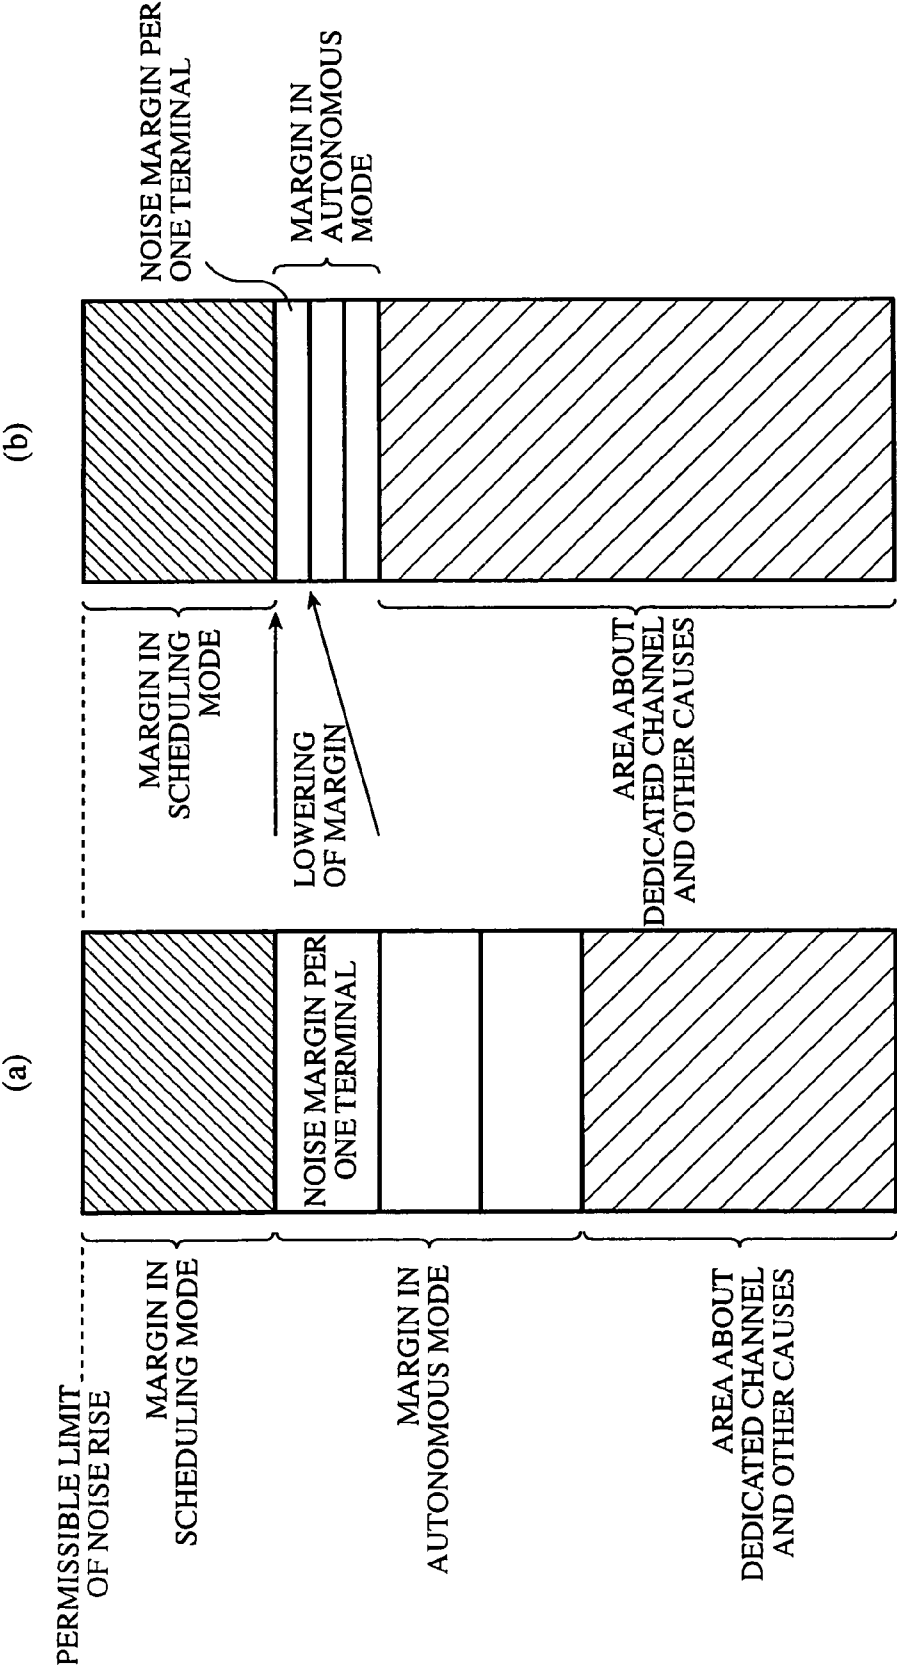 (a)
PERMISSIBLE LIMIT
OF NOISE RISE
MARGIN IN
SCHEDULING MODE
MARGIN IN
AUTONOMOUS MODE
AREA ABOUT
DEDICATED CHANNEL
AND OTHER CAUSES
NOISE MARGIN PER
ONE TERMINAL
LOWERING
OF MARGIN
(b)
MARGIN IN
SCHEDULING
MODE
AREA ABOUT
DEDICATED CHANNEL
AND OTHER CAUSES
NOISE MARGIN PER
ONE TERMINAL
MARGIN IN
AUTONOMOUS
MODE